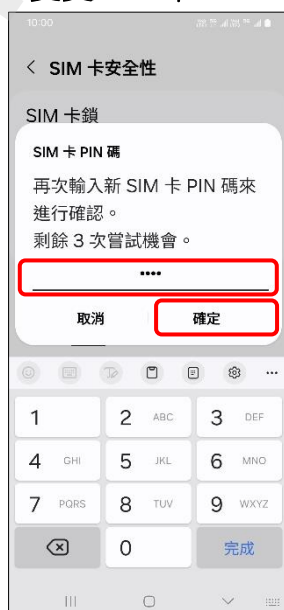 10:00
< SIM 卡安全性
SIM 卡鎖
SIM 卡 PIN 碼
再次輸入新 SIM 卡 PIN 碼來
進行確認。
剩餘 3 次嘗試機會。
••••
取消 確定
1 2 ABC 3 DEF
4 GHI 5 JKL 6 MNO
7 PQRS 8 TUV 9 WXYZ
0 完成